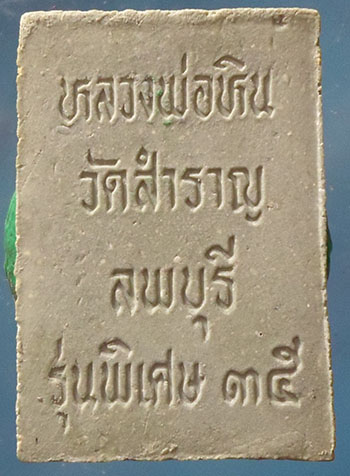 หลวงพ่อหิน
วัดสำราญ
ลพบุรี
รุ่นพิเศษ ๓๕